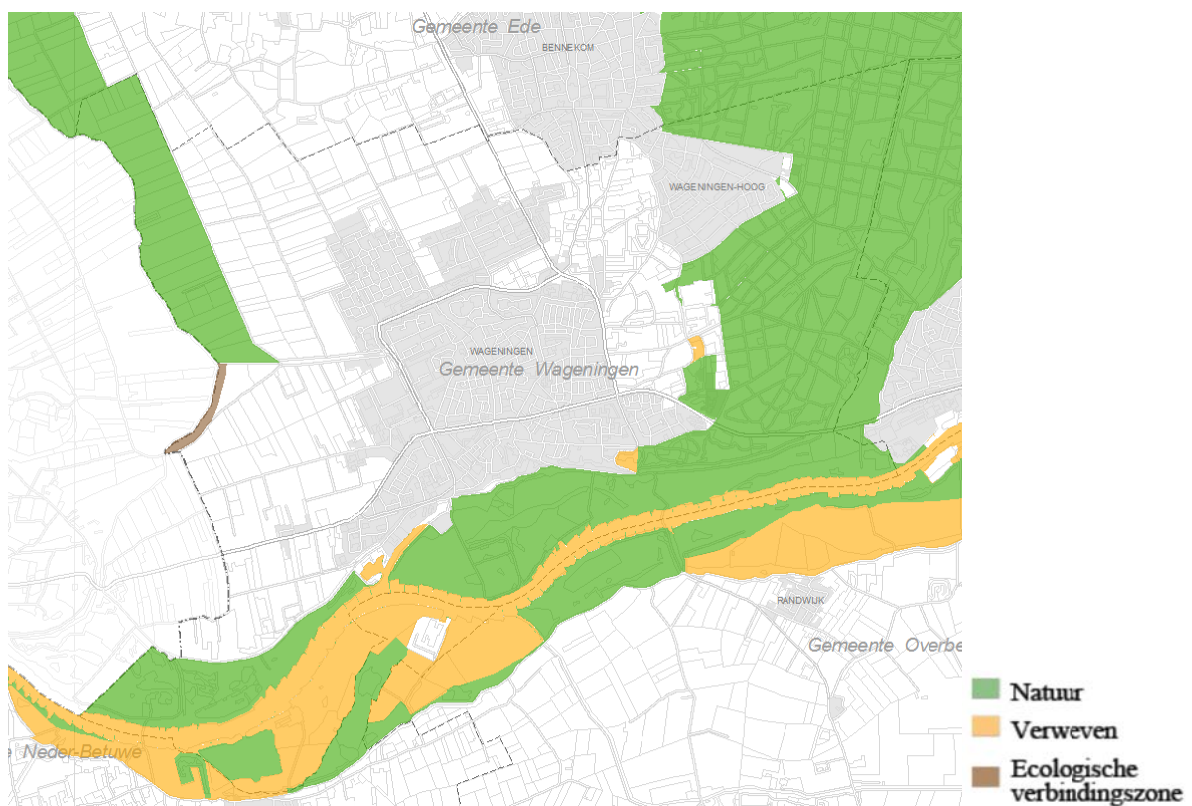 Gemeente Ede
BENNEKOM
WAGENINGEN-HOOG
WAGENINGEN
Gemeente Wageningen
RANDWIJK
Gemeente Overbe
e Neder-Betuwe
Natuur
Verweven
Ecologische
verbindingszone